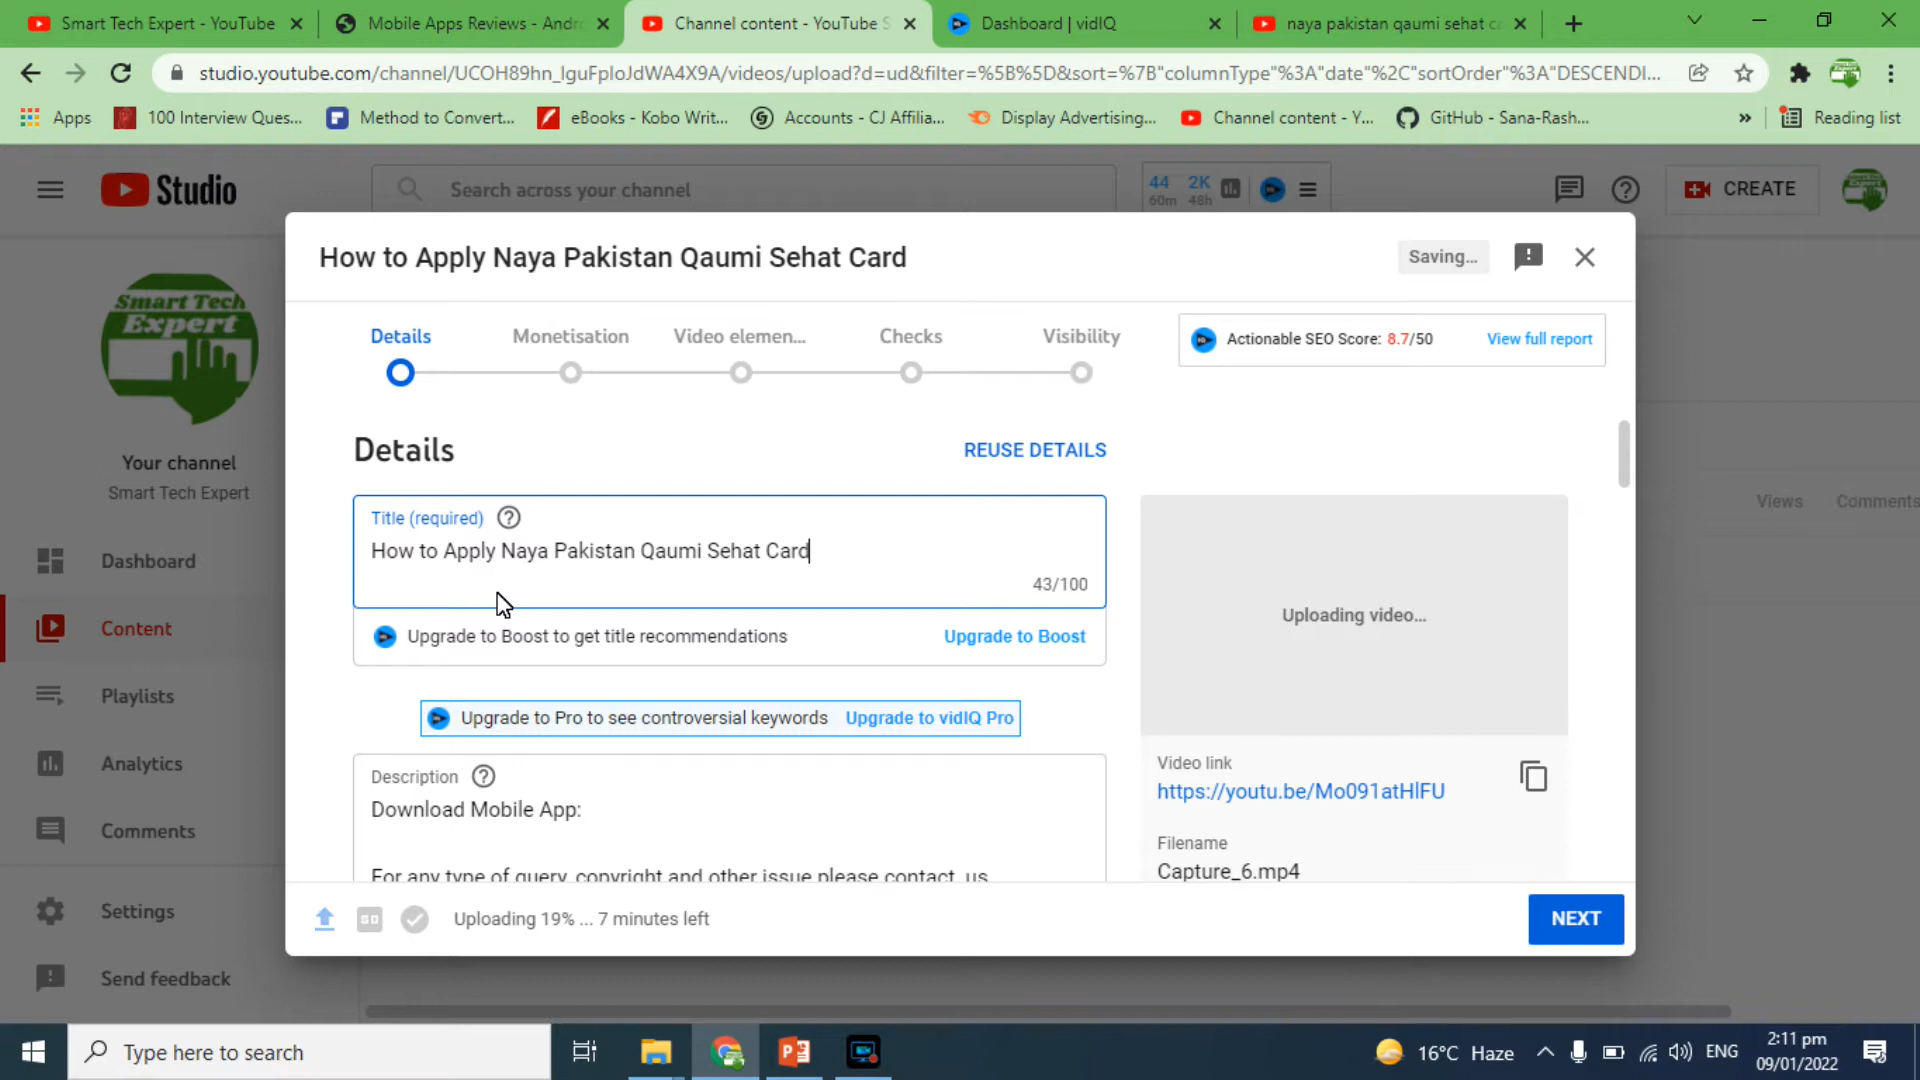 Smart Tech Expert - YouTube
Mobile Apps Reviews - Andr
Channel content - YouTube S
Dashboard | vidIQ
naya pakistan qaumi sehat c
studio.youtube.com/channel/UCOH89hn_IguFpIoJdWA4X9A/videos/upload?d=ud&filter=%5B%5D&sort=%7B"columnType"%3A"date"%2C"sortOrder"%3A"DESCENDI...
Apps
100 Interview Ques...
Method to Convert...
eBooks - Kobo Writ...
Accounts - CJ Affilia...
Display Advertising...
Channel content - Y...
GitHub - Sana-Rash...
»
Reading list
Studio
Search across your channel
44 2K
60m 48h
CREATE
How to Apply Naya Pakistan Qaumi Sehat Card
Saving...
Smart Tech
Expert
Your channel
Smart Tech Expert
Dashboard
Content
Playlists
Analytics
Comments
Settings
Send feedback
Details
Monetisation
Video elemen...
Checks
Visibility
Actionable SEO Score: 8.7/50
View full report
Details
REUSE DETAILS
Title (required)
How to Apply Naya Pakistan Qaumi Sehat Card
43/100
Upgrade to Boost to get title recommendations
Upgrade to Boost
Upgrade to Pro to see controversial keywords
Upgrade to vidIQ Pro
Description
Download Mobile App:
For any type of query, copyright and other issue please contact us
Uploading video...
Video link
https://youtu.be/Mo091atHlFU
Filename
Capture_6.mp4
Views
Comments
Uploading 19% ... 7 minutes left
NEXT
Type here to search
16°C Haze
ENG
2:11 pm
09/01/2022